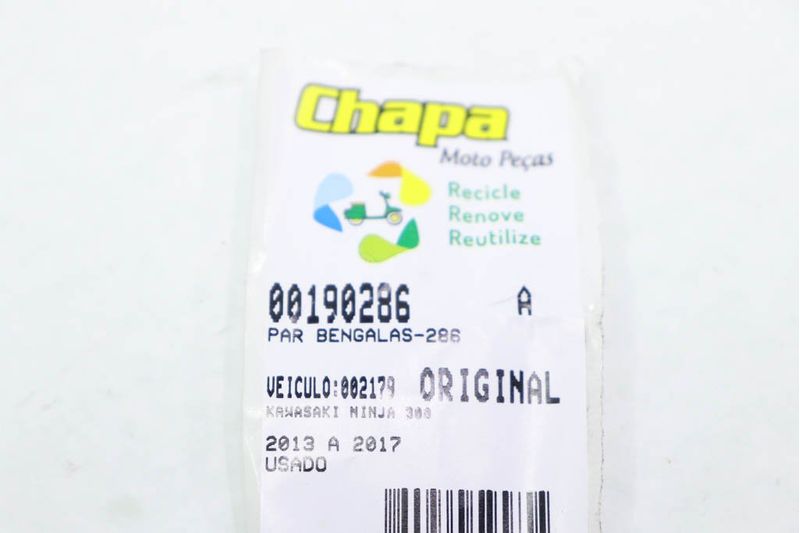 Chapa
Moto Peças
Recicle
Renove
Reutilize
00190286 A
PAR BENGALAS-286
VEICULO:002179 ORIGINAL
KAWASAKI NINJA 300
2013 A 2017
USADO